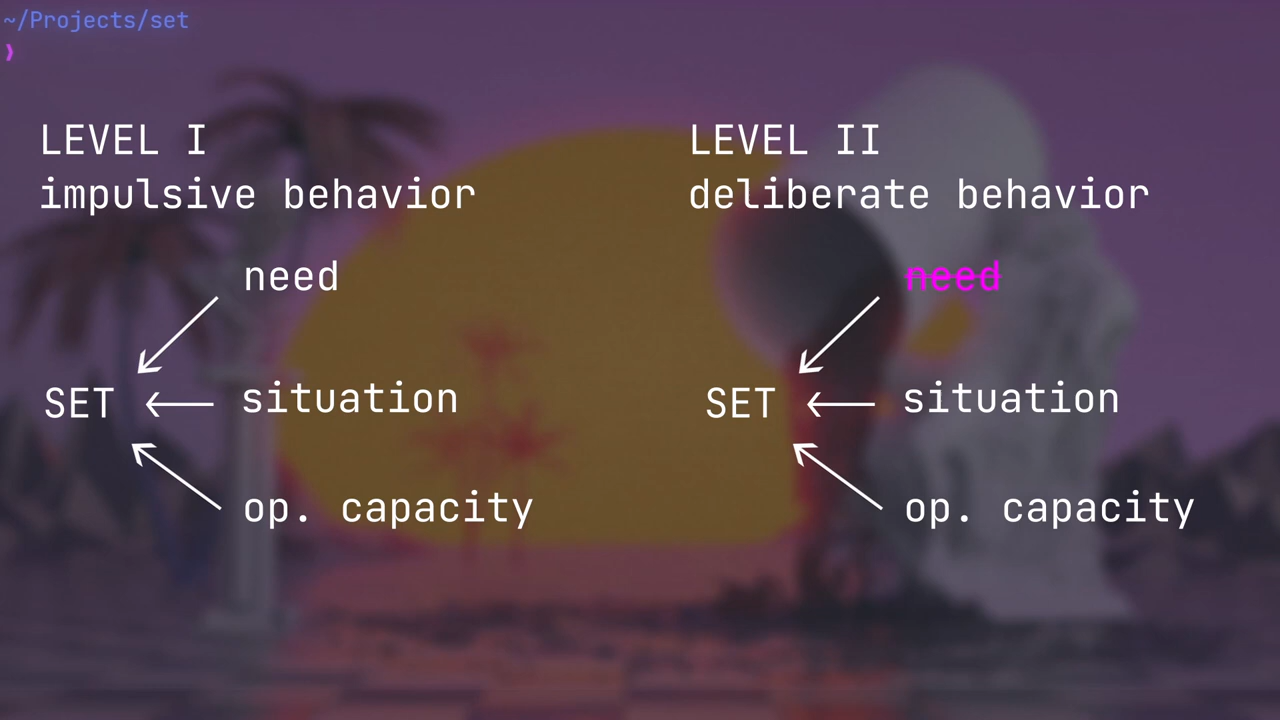 ~/Projects/set
❯
LEVEL I
impulsive behavior
need
SET
situation
op. capacity
LEVEL II
deliberate behavior
need
SET
situation
op. capacity